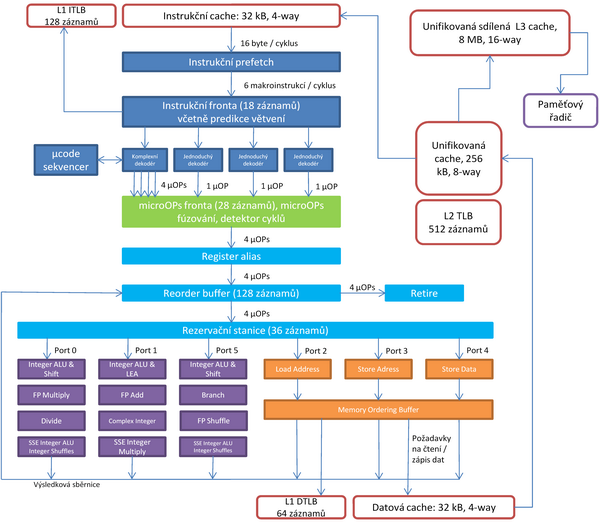 L1 ITLB
128 záznamů
Instrukční cache: 32 kB, 4-way
Unifikovaná sdílená L3 cache,
8 MB, 16-way
16 byte / cyklus
Instrukční prefetch
6 makroinstrukcí / cyklus
Paměťový
řadič
Instrukční fronta (18 záznamů)
včetně predikce větvení
µcode
sekvencer
Komplexní
dekodér
Jednoduchý
dekodér
Jednoduchý
dekodér
Jednoduchý
dekodér
Unifikovaná
cache, 256
kB, 8-way
4 µOPs
1 µOP
1 µOP
1 µOP
microOPs fronta (28 záznamů), microOPs
fúzování, detektor cyklů
L2 TLB
512 záznamů
4 µOPs
Register alias
4 µOPs
Reorder buffer (128 záznamů)
4 µOPs
Retire
4 µOPs
Rezervační stanice (36 záznamů)
Port 0
Port 1
Port 5
Port 2
Port 3
Port 4
Integer ALU &
Shift
Integer ALU &
LEA
Integer ALU &
Shift
Load Address
Store Adress
Store Data
FP Multiply
FP Add
Branch
Memory Ordering Buffer
Divide
Complex Integer
FP Shuffle
SSE Integer ALU
Integer Shuffles
SSE Integer
Multiply
SSE Integer ALU
Integer Shuffles
Požadavky
na čtení /
zápis dat
Výsledková sběrnice
L1 DTLB
64 záznamů
Datová cache: 32 kB, 4-way